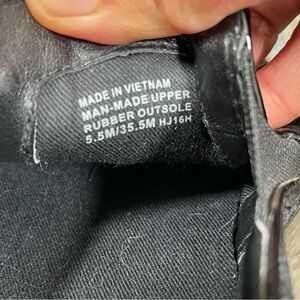 MADE IN VIETNAM
MAN-MADE UPPER
RUBBER OUTSOLE
5.5M/35.5M HJ16H